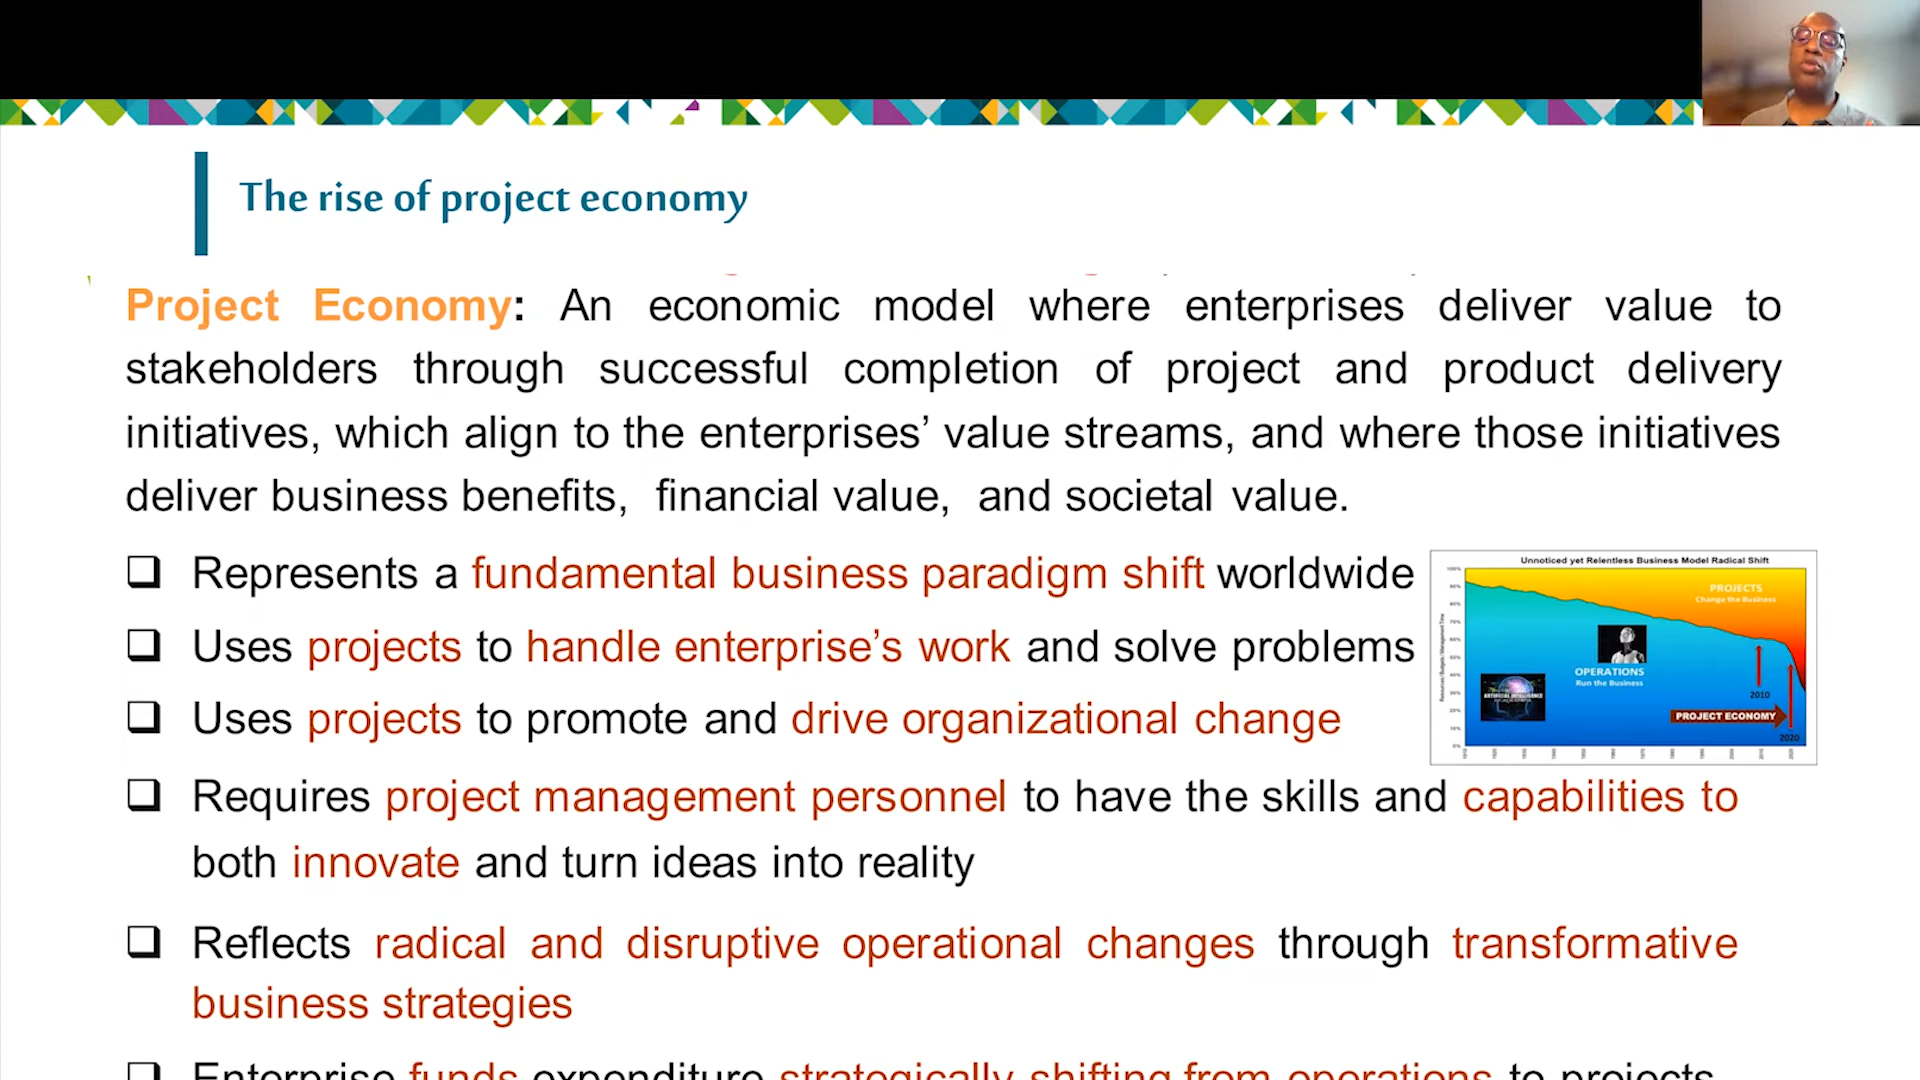 The rise of project economy
Project Economy: An economic model where enterprises deliver value to
stakeholders through successful completion of project and product delivery
initiatives, which align to the enterprises’ value streams, and where those initiatives
deliver business benefits, financial value, and societal value.
Represents a fundamental business paradigm shift worldwide
Uses projects to handle enterprise’s work and solve problems
Uses projects to promote and drive organizational change
Unnoticed yet Relentless Business Model Radical Shift
PROJECTS
Change the Business
OPERATIONS
Run the Business
ARTIFICIAL INTELLIGENCE
2010
PROJECT ECONOMY
2020
Requires project management personnel to have the skills and capabilities to
both innovate and turn ideas into reality
Reflects radical and disruptive operational changes through transformative
business strategies
Enterprise funds expenditure strategically shifting from operations to projects